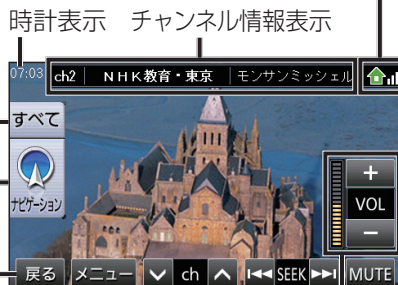 時計表示 チャンネル情報表示
07:03 ch2 NHK教育・東京 モンサンミッシェル
すべて
ナビゲーション
+
VOL
−
戻る メニュー ch SEEK MUTE